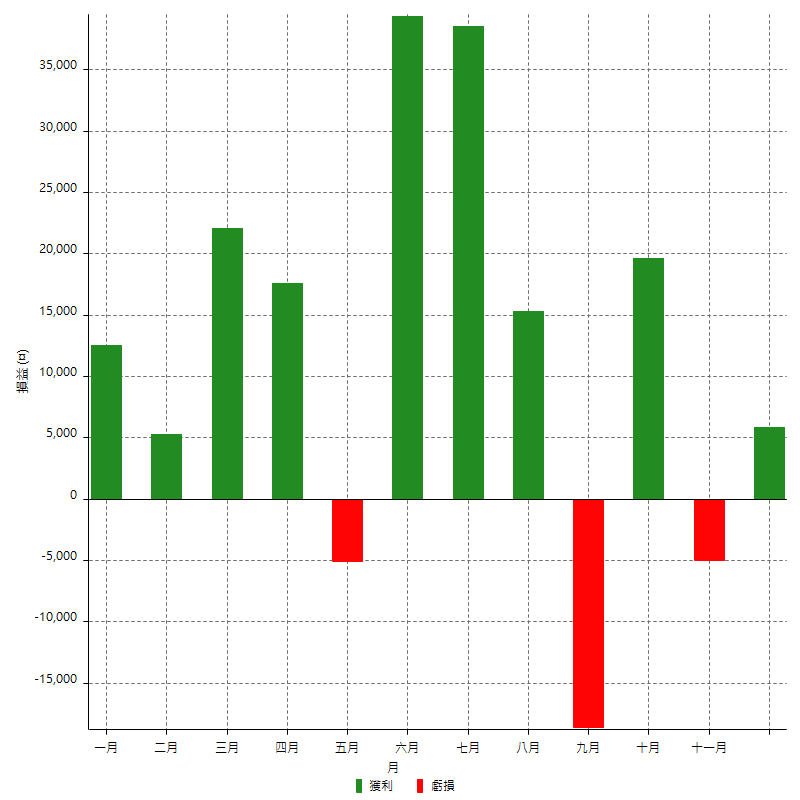 35,000
30,000
25,000
20,000
15,000
10,000
5,000
0
-5,000
-10,000
-15,000
損益 (¤)
一月 二月 三月 四月 五月 六月 七月 八月 九月 十月 十一月
月
獲利 虧損